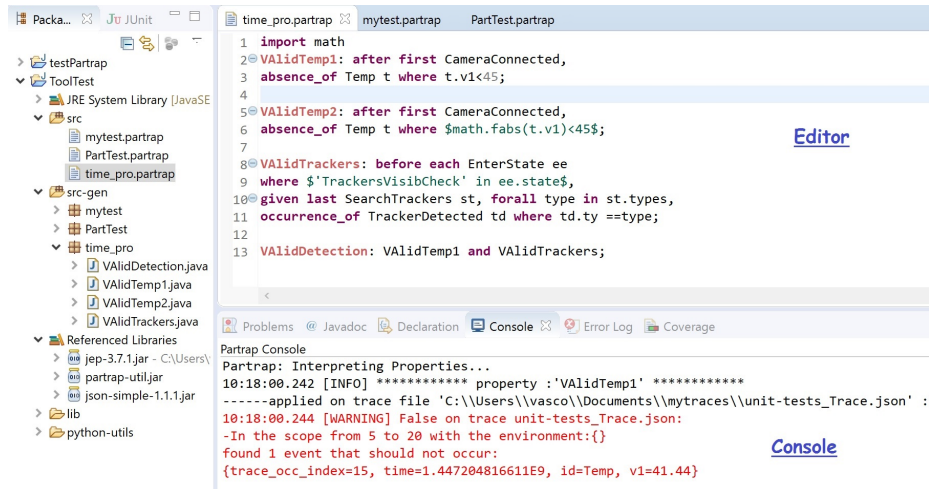 Packa...
JUnit
testPartrap
ToolTest
JRE System Library [JavaSE
src
mytest.partrap
PartTest.partrap
time_pro.partrap
src-gen
mytest
PartTest
time_pro
VAlidDetection.java
VAlidTemp1.java
VAlidTemp2.java
VAlidTrackers.java
Referenced Libraries
jep-3.7.1.jar - C:\Users\
partrap-util.jar
json-simple-1.1.1.jar
lib
python-utils
time_pro.partrap mytest.partrap PartTest.partrap
1 import math
2 VAlidTemp1: after first CameraConnected,
3 absence_of Temp t where t.v1<45;
4
5 VAlidTemp2: after first CameraConnected,
6 absence_of Temp t where $math.fabs(t.v1)<45$;
7
8 VAlidTrackers: before each EnterState ee
9 where $'TrackersVisibCheck' in ee.state$,
10 given last SearchTrackers st, forall type in st.types,
11 occurrence_of TrackerDetected td where td.ty ==type;
12
13 VAlidDetection: VAlidTemp1 and VAlidTrackers;
Editor
Problems @ Javadoc Declaration Console Error Log Coverage
Partrap Console
Partrap: Interpreting Properties...
10:18:00.242 [INFO] ************ property :'VAlidTemp1' ************
------applied on trace file 'C:\\Users\\vasco\\Documents\\mytraces\\unit-tests_Trace.json' :
10:18:00.244 [WARNING] False on trace unit-tests_Trace.json:
-In the scope from 5 to 20 with the environment:{}
found 1 event that should not occur:
{trace_occ_index=15, time=1.447204816611E9, id=Temp, v1=41.44}
Console